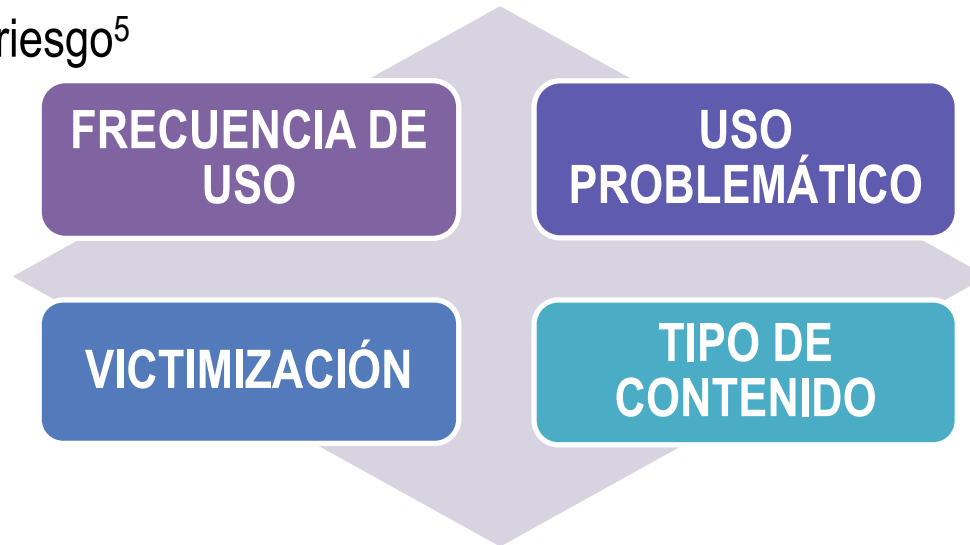 riesgo⁵
FRECUENCIA DE
USO
USO
PROBLEMÁTICO
VICTIMIZACIÓN
TIPO DE
CONTENIDO